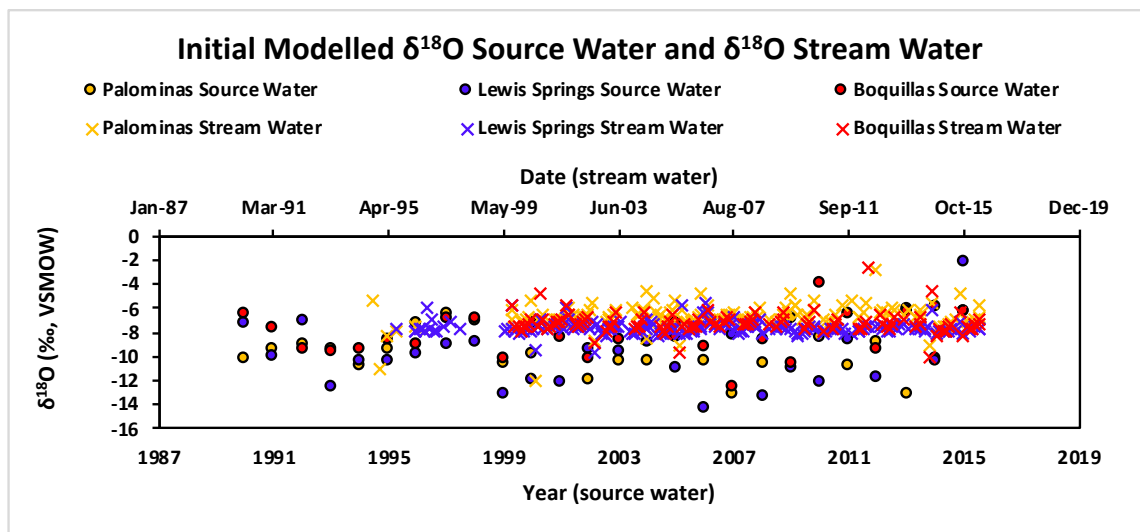 Initial Modelled δ¹⁸O Source Water and δ¹⁸O Stream Water
Palominas Source Water Lewis Springs Source Water Boquillas Source Water
Palominas Stream Water Lewis Springs Stream Water Boquillas Stream Water
Date (stream water)
Jan-87 Mar-91 Apr-95 May-99 Jun-03 Aug-07 Sep-11 Oct-15 Dec-19
δ¹⁸O (‰, VSMOW)
0
-2
-4
-6
-8
-10
-12
-14
-16
1987 1991 1995 1999 2003 2007 2011 2015 2019
Year (source water)